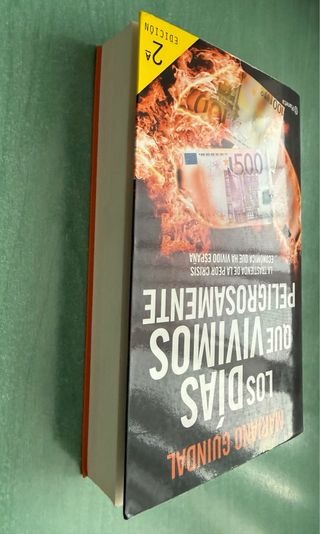 MARIANO GUINDAL
LOS DÍAS
QUE VIVIMOS
PELIGROSAMENTE
LA TRASTIENDA DE LA PEOR CRISIS
ECONÓMICA QUE HA VIVIDO ESPAÑA
500
Planeta
2ª
EDICIÓN